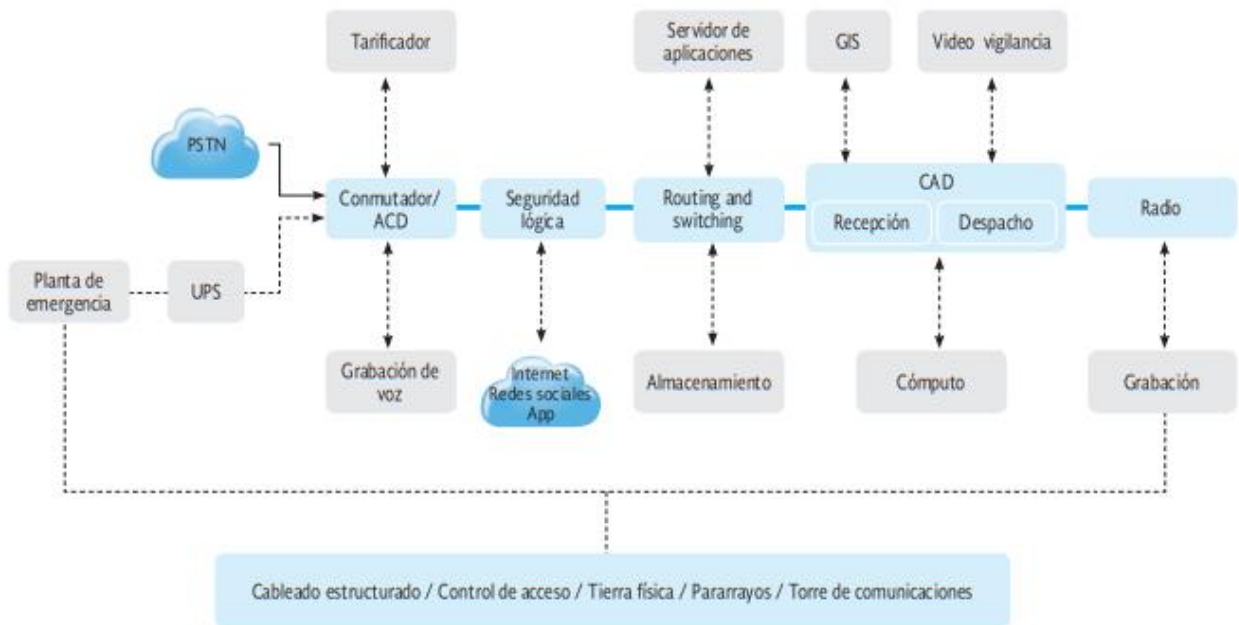 Tarificador
Servidor de
aplicaciones
GIS
Video vigilancia
PSTN
Conmutador/
ACD
Seguridad
lógica
Routing and
switching
CAD
Recepción
Despacho
Radio
Planta de
emergencia
UPS
Grabación de
voz
Internet
Redes sociales
App
Almacenamiento
Cómputo
Grabación
Cableado estructurado / Control de acceso / Tierra física / Pararrayos / Torre de comunicaciones